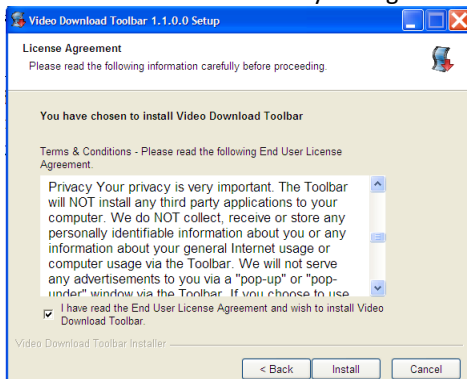 Video Download Toolbar 1.1.0.0 Setup
License Agreement
Please read the following information carefully before proceeding.
You have chosen to install Video Download Toolbar
Terms & Conditions - Please read the following End User License
Agreement.
Privacy Your privacy is very important. The Toolbar
will NOT install any third party applications to your
computer. We do NOT collect, receive or store any
personally identifiable information about you or any
information about your general Internet usage or
computer usage via the Toolbar. We will not serve
any advertisements to you via a "pop-up" or "pop-
under" window via the Toolbar. If you choose to use
I have read the End User License Agreement and wish to install Video
Download Toolbar.
Video Download Toolbar Installer
< Back Install Cancel